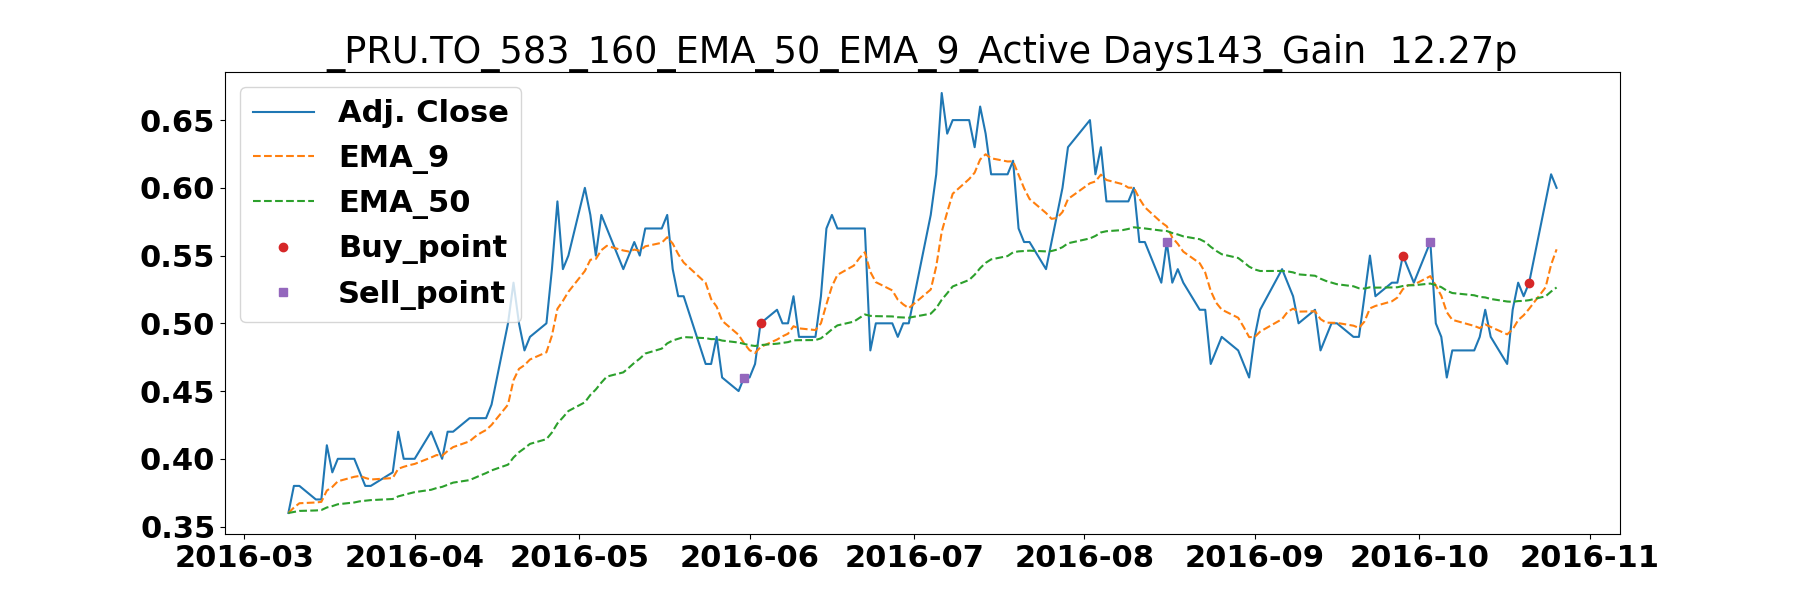 _PRU.TO_583_160_EMA_50_EMA_9_Active Days143_Gain  12.27p
Adj. Close
EMA_9
EMA_50
Buy_point
Sell_point
0.65
0.60
0.55
0.50
0.45
0.40
0.35
2016-03 2016-04 2016-05 2016-06 2016-07 2016-08 2016-09 2016-10 2016-11